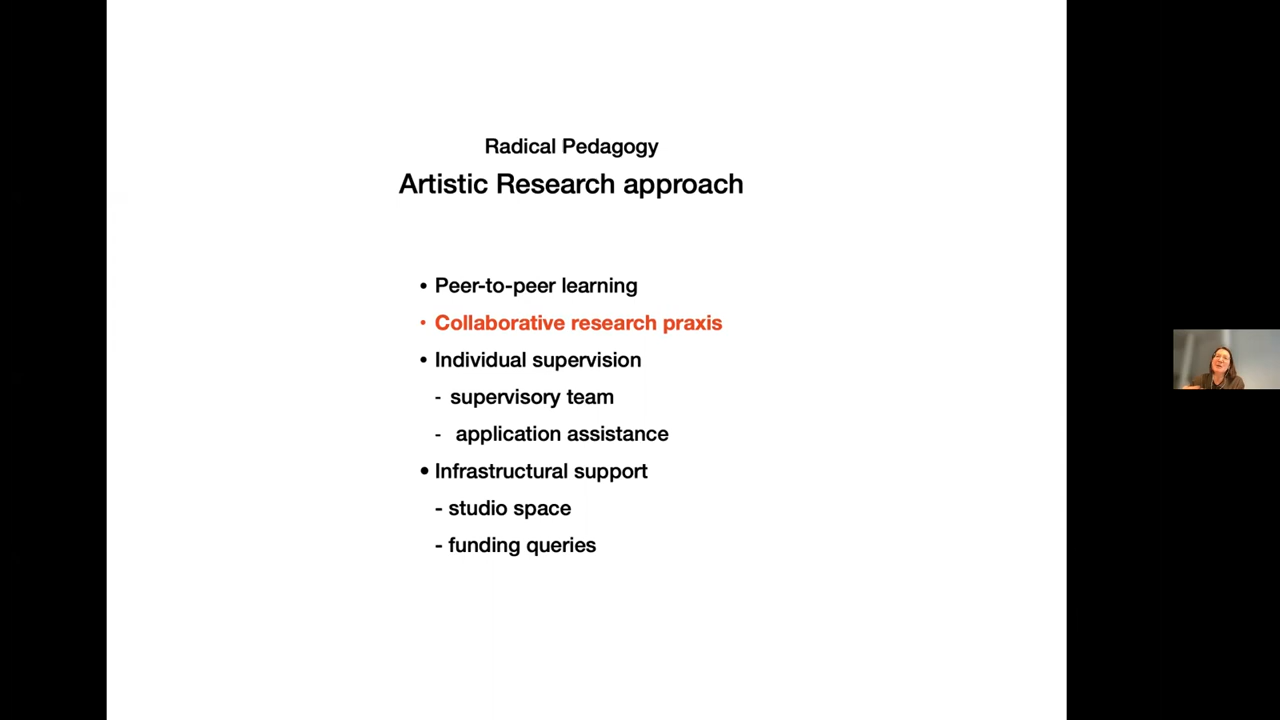 Radical Pedagogy
Artistic Research approach
• Peer-to-peer learning
• Collaborative research praxis
• Individual supervision
- supervisory team
- application assistance
• Infrastructural support
- studio space
- funding queries